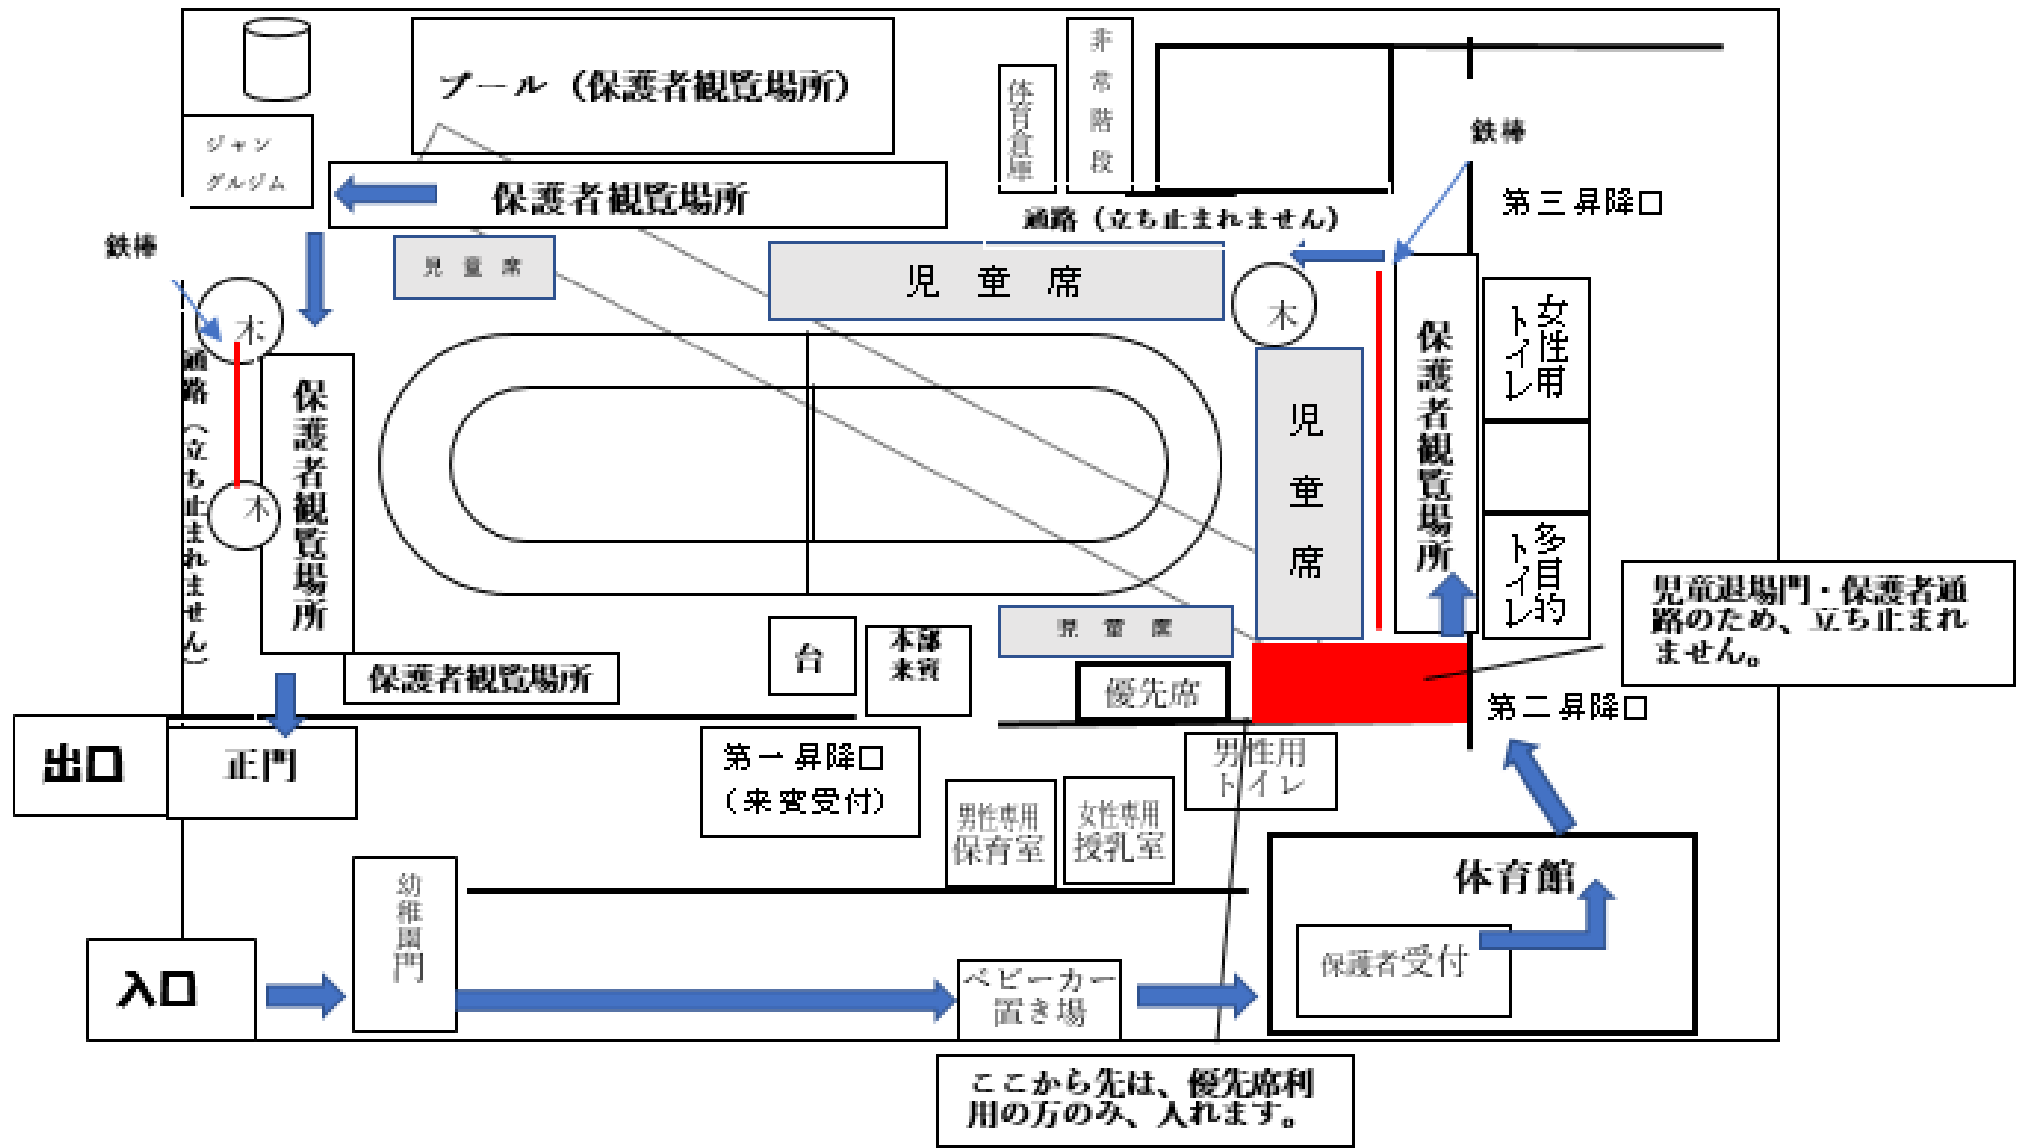 プール（保護者観覧場所）
非常階段
体育倉庫
ジャン
グルジム
鉄棒
保護者観覧場所
第三昇降口
通路（立ち止まれません）
鉄棒
児童席
児童席
木
木
女性用
トイレ
保護者観覧場所
通路（立ち止まれません）
保護者観覧場所
児童席
木
多目的
トイレ
児童退場門・保護者通
路のため、立ち止まれ
ません。
児童席
台
本部
来賓
保護者観覧場所
優先席
第二昇降口
出口
正門
第一昇降口
（来賓受付）
男性用
トイレ
男性専用
保育室
女性専用
授乳室
幼稚園門
体育館
保護者受付
入口
ベビーカー
置き場
ここから先は、優先席利
用の方のみ、入れます。